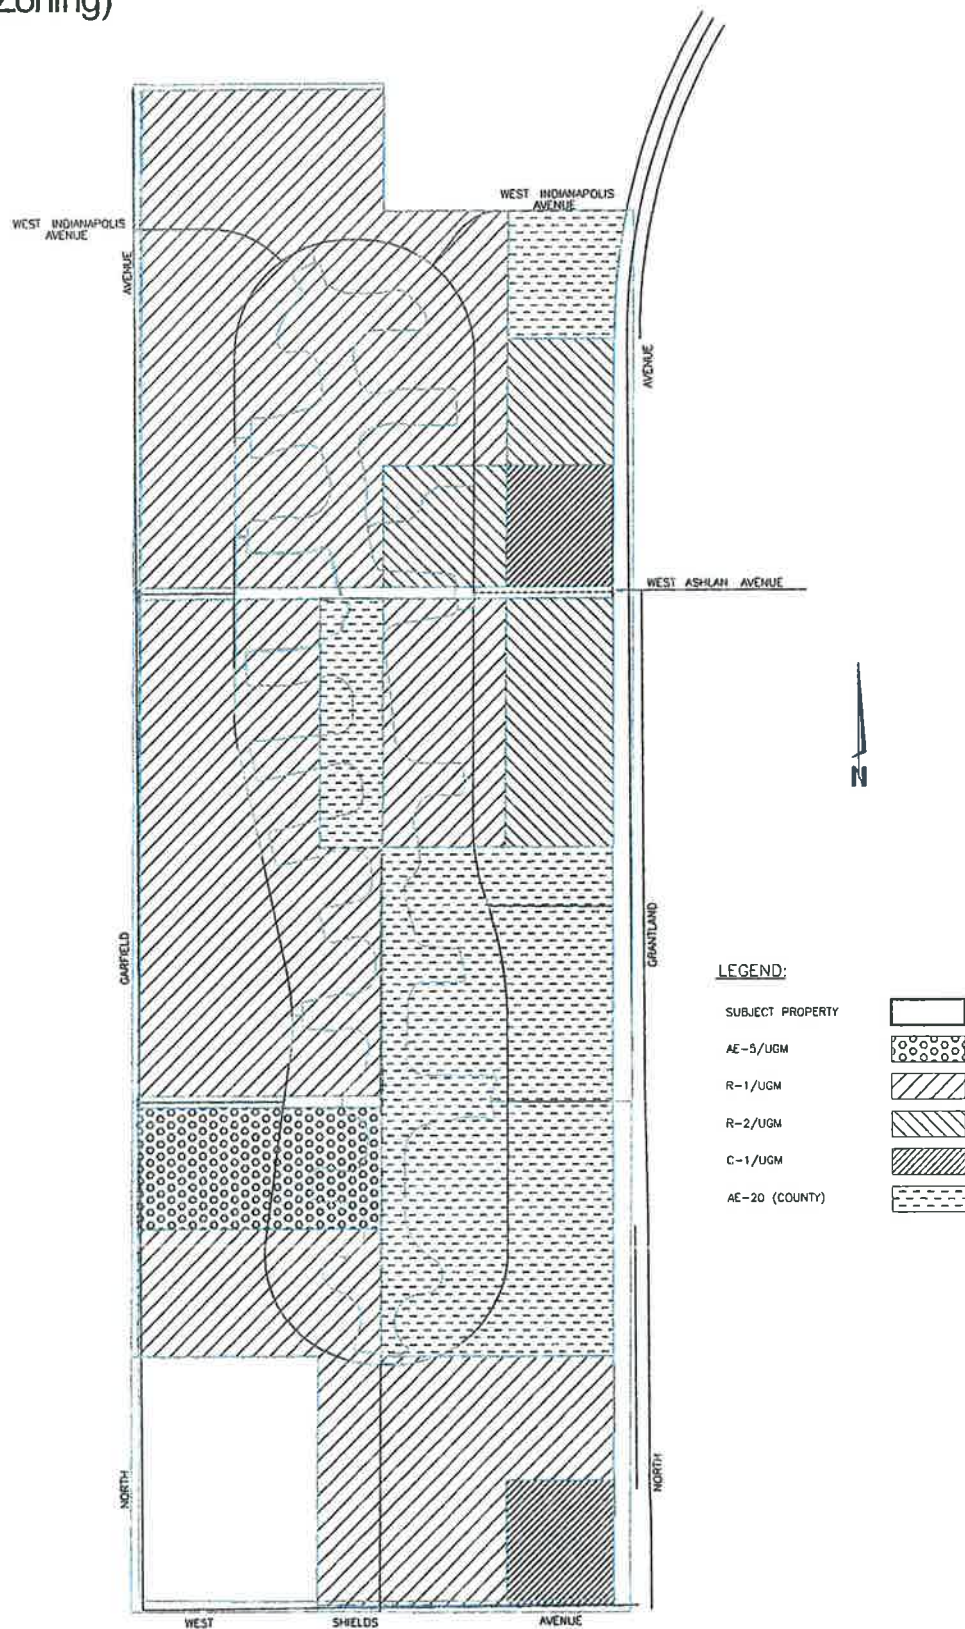 Zoning)
WEST INDIANAPOLIS
AVENUE
WEST INDIANAPOLIS
AVENUE
AVENUE
AVENUE
WEST ASHLAN AVENUE
N
GARFIELD
GRANTLAND
LEGEND:
SUBJECT PROPERTY
AE-5/UGM
R-1/UGM
R-2/UGM
C-1/UGM
AE-20 (COUNTY)
NORTH
NORTH
WEST SHIELDS AVENUE